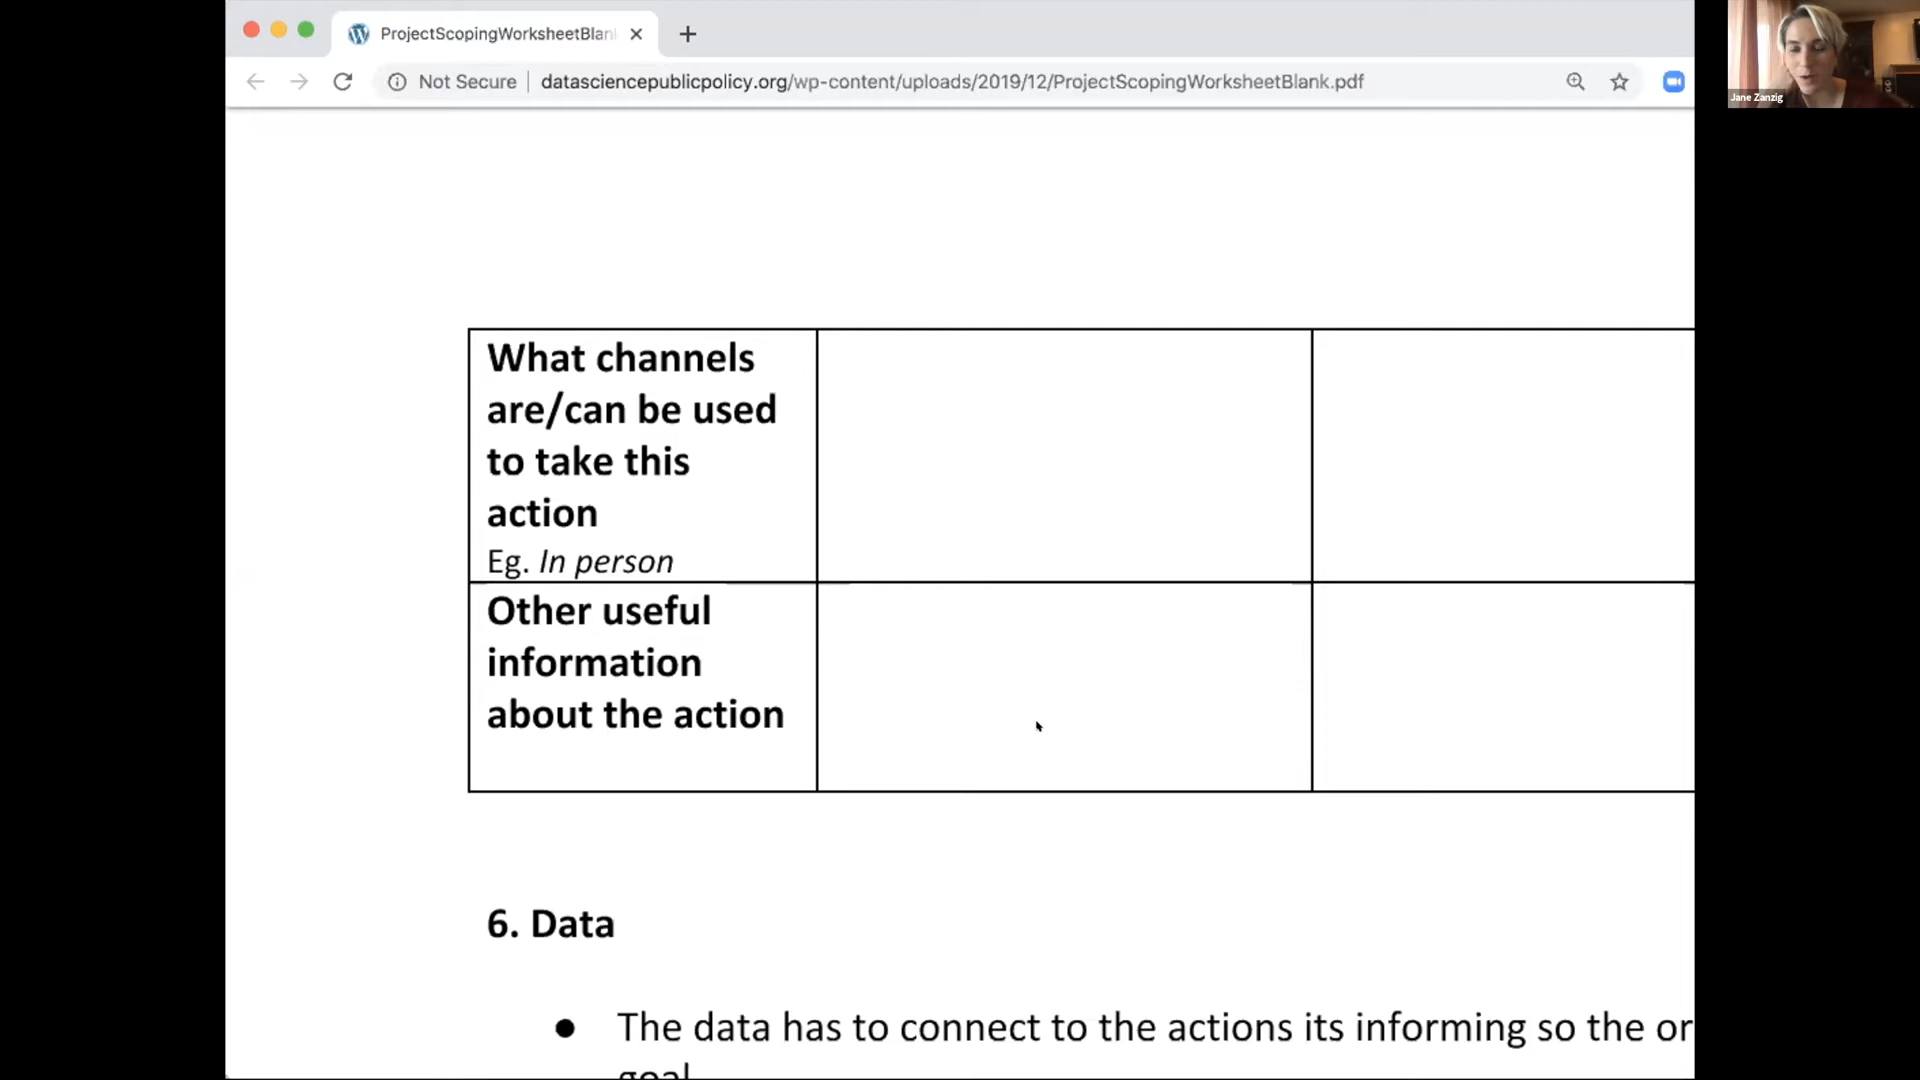 ProjectScopingWorksheetBlan
Jane Zanzig
Not Secure
datasciencepublicpolicy.org/wp-content/uploads/2019/12/ProjectScopingWorksheetBlank.pdf
What channels
are/can be used
to take this
action
Eg. In person
Other useful
information
about the action
6. Data
● The data has to connect to the actions its informing so the or
goal